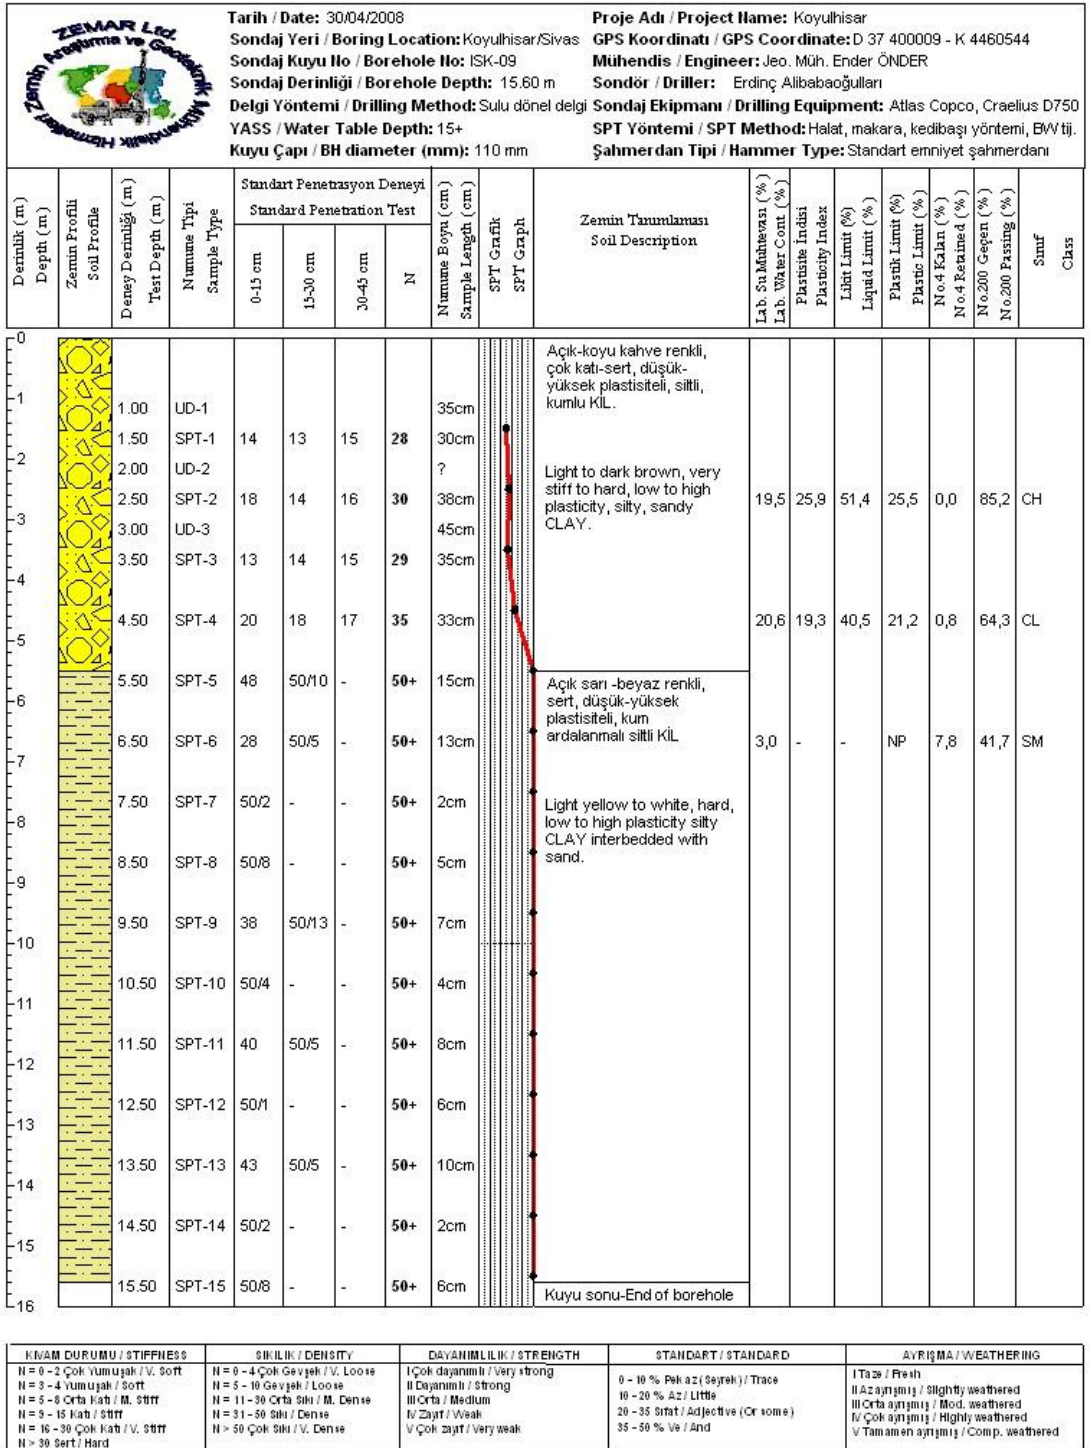 ZEMAR Ltd.
Zemin Araştırma ve Geoteknik Mühendislik Hizmetleri
Tarih / Date: 30/04/2008
Proje Adı / Project Name: Koyulhisar
Sondaj Yeri / Boring Location: Koyulhisar/Sivas
GPS Koordinatı / GPS Coordinate: D 37 400009 - K 4460544
Sondaj Kuyu No / Borehole No: ISK-09
Mühendis / Engineer: Jeo. Müh. Ender ÖNDER
Sondaj Derinliği / Borehole Depth: 15.60 m
Sondör / Driller: Erdinç Alibabaoğulları
Delgi Yöntemi / Drilling Method: Sulu dönel delgi
Sondaj Ekipmanı / Drilling Equipment: Atlas Copco, Craelius D750
YASS / Water Table Depth: 15+
SPT Yöntemi / SPT Method: Halat, makara, kedibaşı yöntemi, BW tij.
Kuyu Çapı / BH diameter (mm): 110 mm
Şahmerdan Tipi / Hammer Type: Standart emniyet şahmerdanı
Derinlik ( m )
Depth ( m )
Zemin Profili
Soil Profile
Deney Derinliği ( m )
Test Depth ( m )
Numune Tipi
Sample Type
Standart Penetrasyon Deneyi
Standard Penetration Test
0-15 cm
15-30 cm
30-45 cm
N
Numune Boyu ( cm )
Sample Length ( cm )
SPT Grafik
SPT Graph
Zemin Tanımlaması
Soil Description
Lab. Su Muhtevası ( % )
Lab. Water Cont. ( % )
Plastisite Indisi
Plasticity Index
Likit Limit (%)
Liquid Limit ( % )
Plastik Limit (%)
Plastic Limit ( % )
No.4 Kalan ( % )
No.4 Retained ( % )
No.200 Geçen ( % )
No.200 Passing ( % )
Sınıf
Class
0
1
2
3
4
5
6
7
8
9
10
11
12
13
14
15
16
1.00 UD-1 35cm
1.50 SPT-1 14 13 15 28 30cm
2.00 UD-2 ?
2.50 SPT-2 18 14 16 30 38cm 19,5 25,9 51,4 25,5 0,0 85,2 CH
3.00 UD-3 45cm
3.50 SPT-3 13 14 15 29 35cm
4.50 SPT-4 20 18 17 35 33cm 20,6 19,3 40,5 21,2 0,8 64,3 CL
5.50 SPT-5 48 50/10 - 50+ 15cm
6.50 SPT-6 28 50/5 - 50+ 13cm 3,0 - - NP 7,8 41,7 SM
7.50 SPT-7 50/2 - - 50+ 2cm
8.50 SPT-8 50/8 - - 50+ 5cm
9.50 SPT-9 38 50/13 - 50+ 7cm
10.50 SPT-10 50/4 - - 50+ 4cm
11.50 SPT-11 40 50/5 - 50+ 8cm
12.50 SPT-12 50/1 - - 50+ 6cm
13.50 SPT-13 43 50/5 - 50+ 10cm
14.50 SPT-14 50/2 - - 50+ 2cm
15.50 SPT-15 50/8 - - 50+ 6cm
Açık-koyu kahve renkli,
çok katı-sert, düşük-
yüksek plastisiteli, siltli,
kumlu KİL.
Light to dark brown, very
stiff to hard, low to high
plasticity, silty, sandy
CLAY.
Açık sarı -beyaz renkli,
sert, düşük-yüksek
plastisiteli, kum
ardalanmalı siltli KİL
Light yellow to white, hard,
low to high plasticity silty
CLAY interbedded with
sand.
Kuyu sonu-End of borehole
KIVAM DURUMU / STIFFNESS
N = 0 - 2 Çok Yumuşak / V. Soft
N = 3 - 4 Yumuşak / Soft
N = 5 - 8 Orta Katı / M. Stiff
N = 9 - 15 Katı / Stiff
N = 16 - 30 Çok Katı / V. Stiff
N > 30 Sert / Hard
SIKILIK / DENSITY
N = 0 - 4 Çok Gevşek / V. Loose
N = 5 - 10 Gevşek / Loose
N = 11 - 30 Orta Sıkı / M. Dense
N = 31 - 50 Sıkı / Dense
N > 50 Çok Sıkı / V. Dense
DAYANIMLILIK / STRENGTH
I Çok dayanımlı / Very strong
II Dayanımlı / Strong
III Orta / Medium
IV Zayıf / Weak
V Çok zayıf / Very weak
STANDART / STANDARD
0 - 10 % Pek az ( Seyrek ) / Trace
10 - 20 % Az / Little
20 - 35 Sıfat / Adjective ( Or some )
35 - 50 % Ve / And
AYRIŞMA / WEATHERING
I Taze / Fresh
II Az ayrışmış / Slightly weathered
III Orta ayrışmış / Mod. weathered
IV Çok ayrışmış / Highly weathered
V Tamamen ayrışmış / Comp. weathered